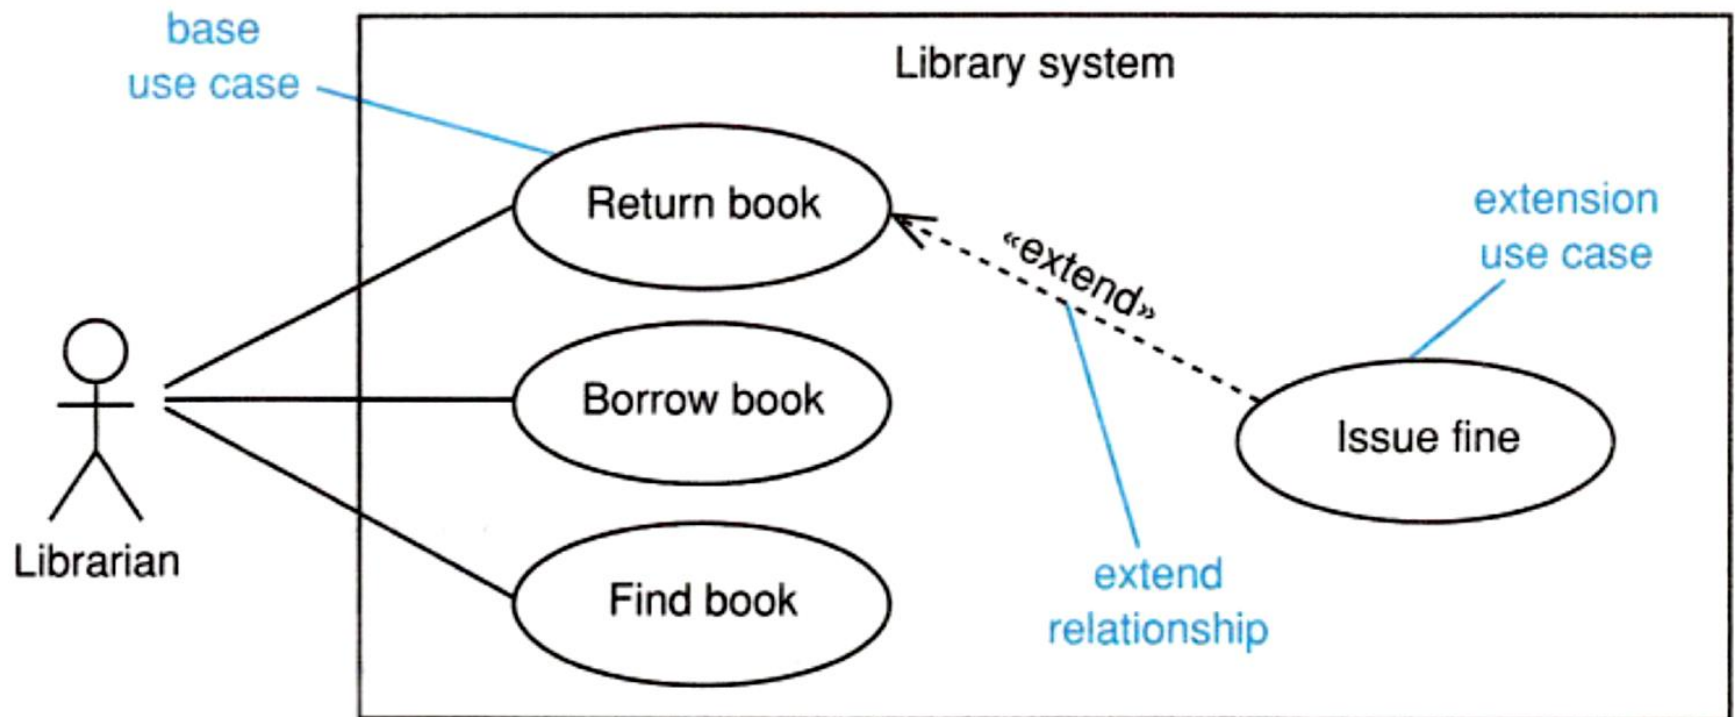 base
use case
Library system
Return book
«extend»
extension
use case
Borrow book
Issue fine
Librarian
extend
relationship
Find book